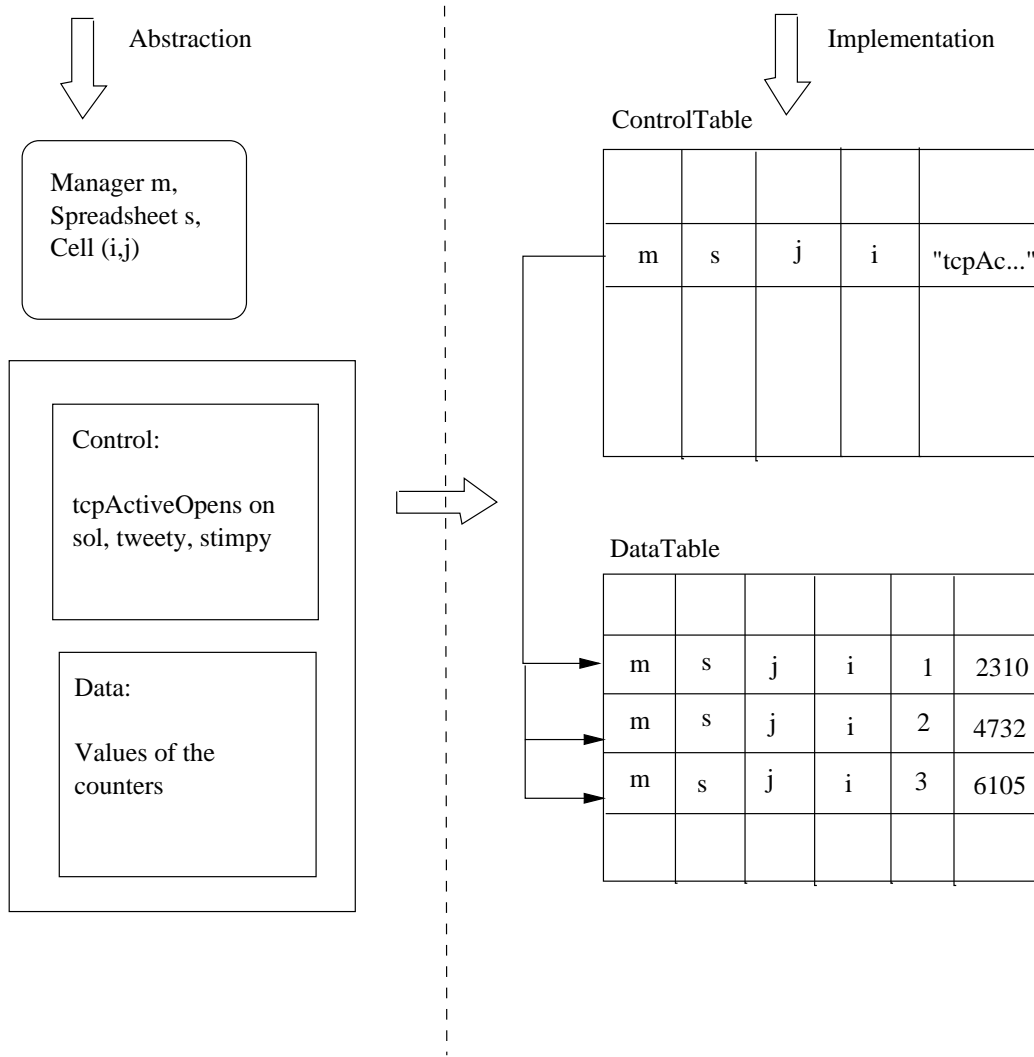 Abstraction
Manager m,
Spreadsheet s,
Cell (i,j)
Control:
tcpActiveOpens on
sol, tweety, stimpy
Data:
Values of the
counters
Implementation
ControlTable
m s j i "tcpAc..."
DataTable
m s j i 1 2310
m s j i 2 4732
m s j i 3 6105